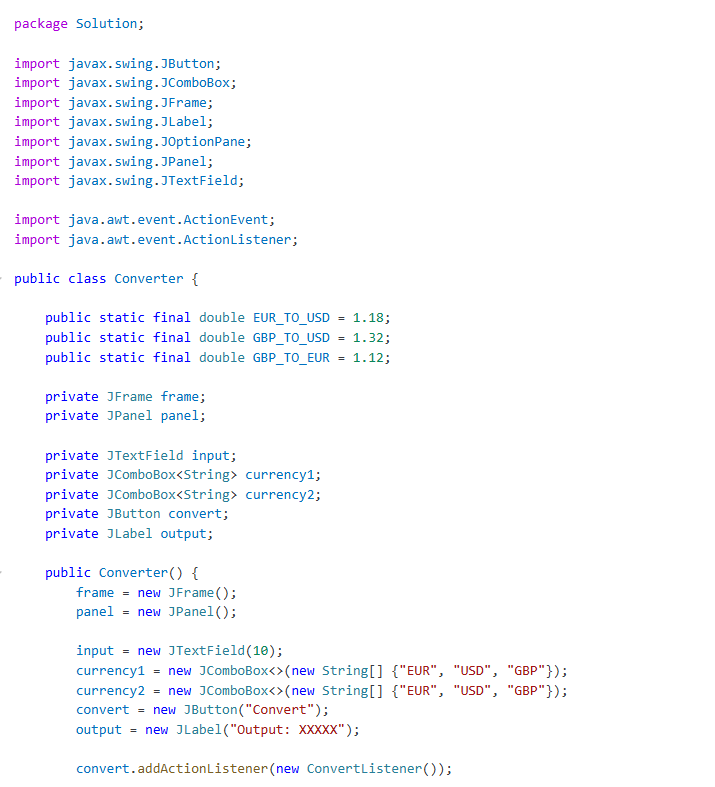 package Solution;
import javax.swing.JButton;
import javax.swing.JComboBox;
import javax.swing.JFrame;
import javax.swing.JLabel;
import javax.swing.JOptionPane;
import javax.swing.JPanel;
import javax.swing.JTextField;
import java.awt.event.ActionEvent;
import java.awt.event.ActionListener;
public class Converter {
    public static final double EUR_TO_USD = 1.18;
    public static final double GBP_TO_USD = 1.32;
    public static final double GBP_TO_EUR = 1.12;
    private JFrame frame;
    private JPanel panel;
    private JTextField input;
    private JComboBox<String> currency1;
    private JComboBox<String> currency2;
    private JButton convert;
    private JLabel output;
    public Converter() {
        frame = new JFrame();
        panel = new JPanel();
        input = new JTextField(10);
        currency1 = new JComboBox<>(new String[] {"EUR", "USD", "GBP"});
        currency2 = new JComboBox<>(new String[] {"EUR", "USD", "GBP"});
        convert = new JButton("Convert");
        output = new JLabel("Output: XXXXX");
        convert.addActionListener(new ConvertListener());